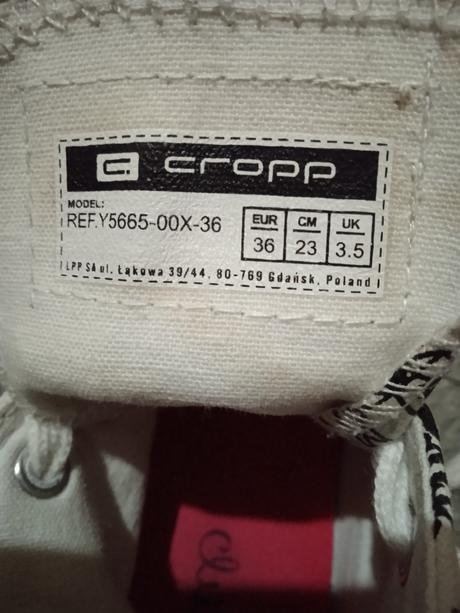 cropp
MODEL:
REF.Y5665-00X-36
EUR CM UK
36 23 3.5
LPP SA ul. Łąkowa 39/44, 80-769 Gdańsk, Poland